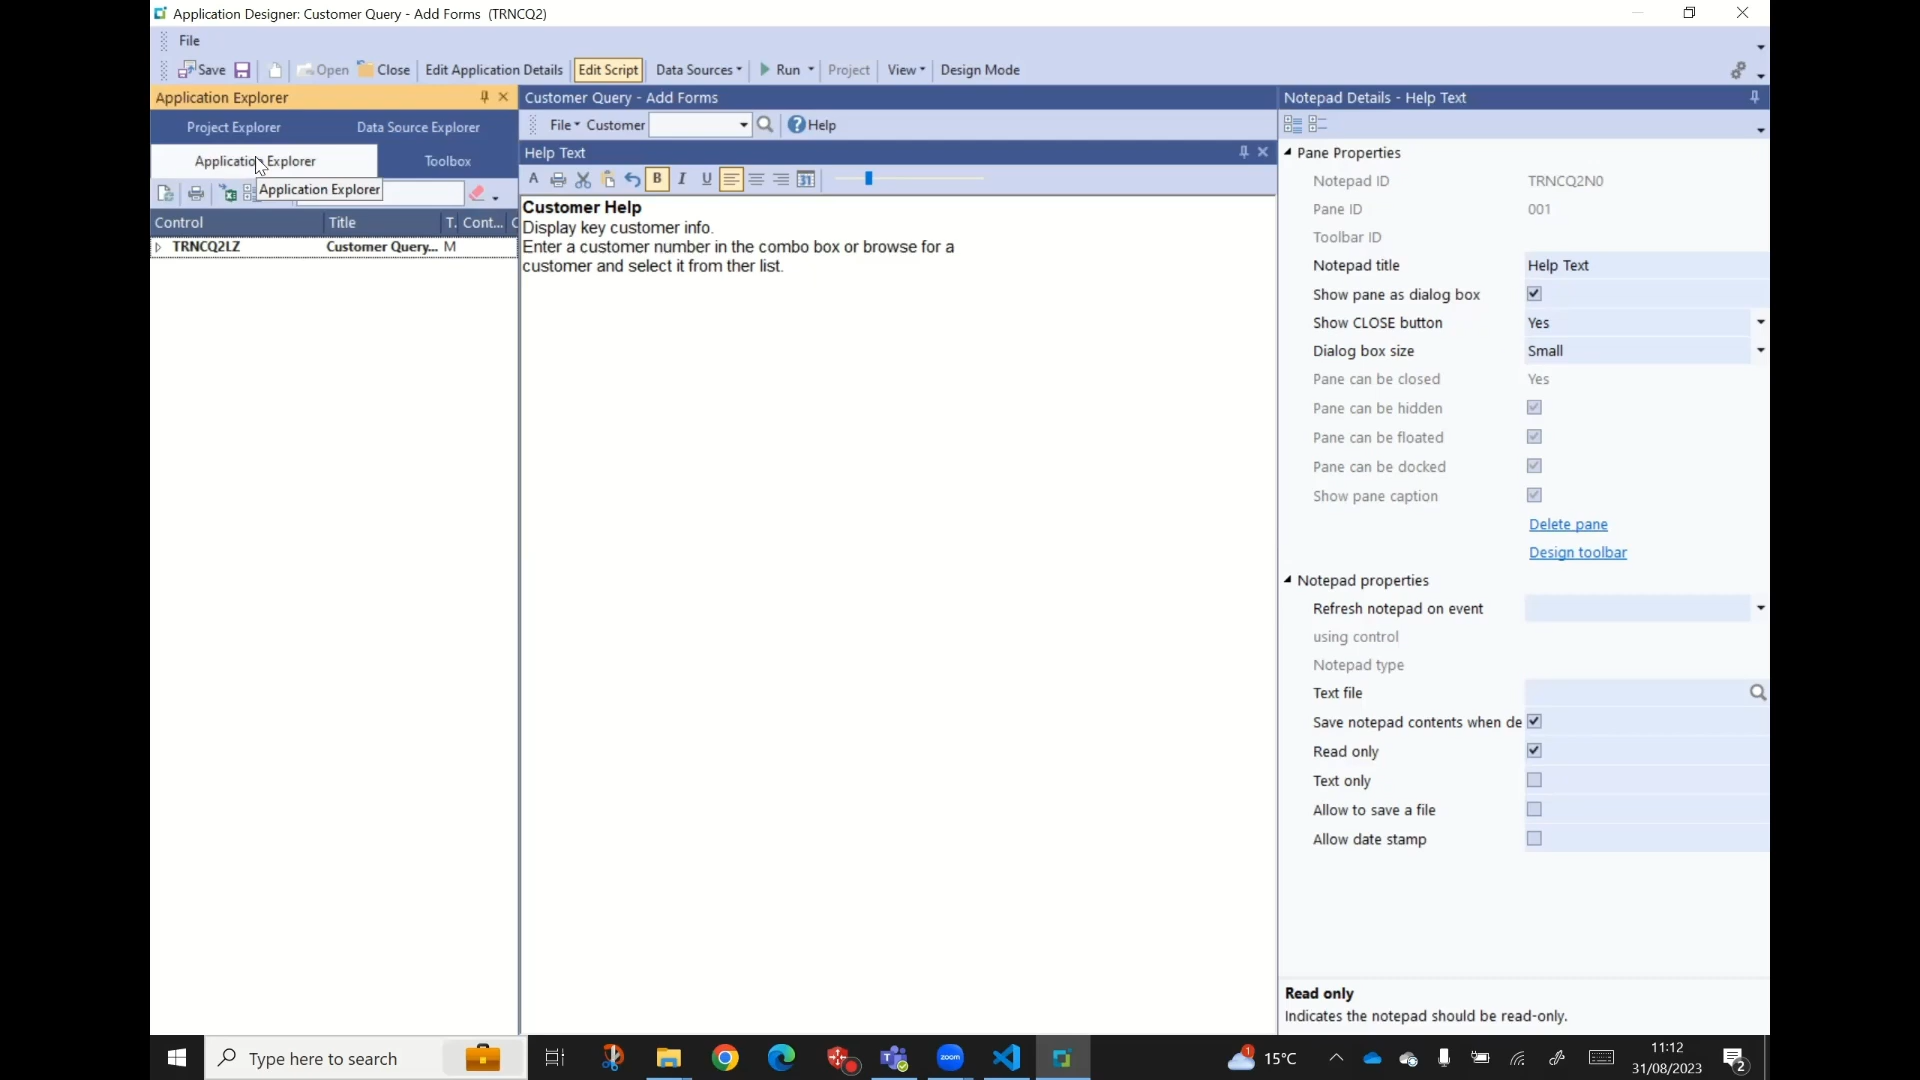 Application Designer: Customer Query - Add Forms (TRNCQ2)
File
Save Open Close Edit Application Details Edit Script Data Sources Run Project View Design Mode
Application Explorer
Project Explorer Data Source Explorer
Application Explorer Toolbox
Application Explorer
Control Title T. Cont... C
TRNCQ2LZ Customer Query... M
Customer Query - Add Forms
File Customer Help
Help Text
A B I U 31
Customer Help
Display key customer info.
Enter a customer number in the combo box or browse for a
customer and select it from ther list.
Notepad Details - Help Text
Pane Properties
Notepad ID TRNCQ2N0
Pane ID 001
Toolbar ID
Notepad title Help Text
Show pane as dialog box
Show CLOSE button Yes
Dialog box size Small
Pane can be closed Yes
Pane can be hidden
Pane can be floated
Pane can be docked
Show pane caption
Delete pane
Design toolbar
Notepad properties
Refresh notepad on event
using control
Notepad type
Text file
Save notepad contents when de
Read only
Text only
Allow to save a file
Allow date stamp
Read only
Indicates the notepad should be read-only.
Type here to search
zoom
1
15°C
11:12
31/08/2023
2